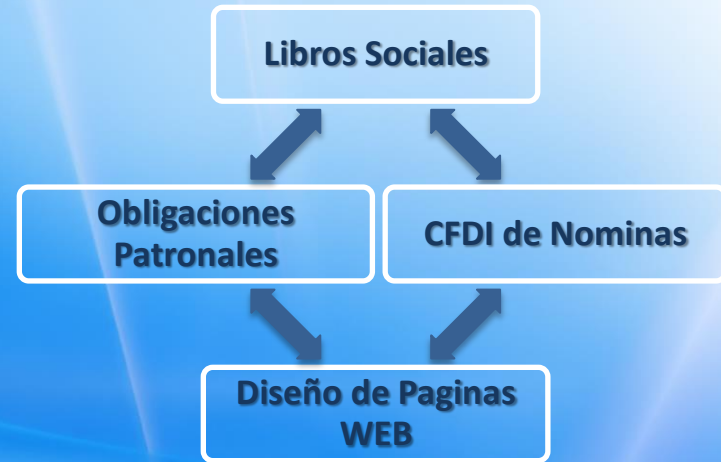 Libros Sociales
Obligaciones
Patronales
CFDI de Nominas
Diseño de Paginas
WEB